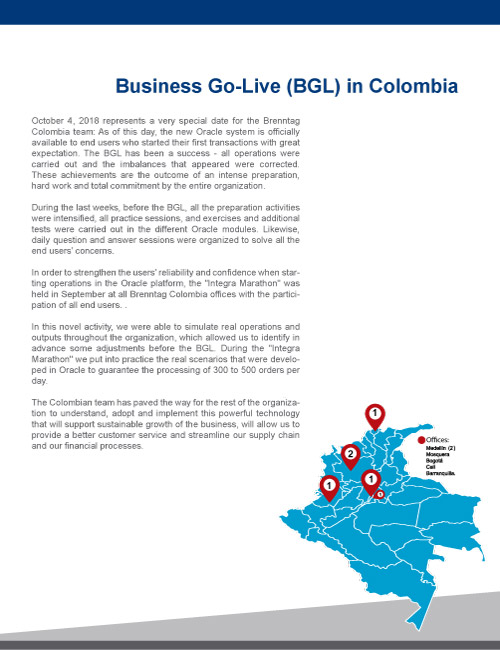 Business Go-Live (BGL) in Colombia
October 4, 2018 represents a very special date for the Brenntag
Colombia team: As of this day, the new Oracle system is officially
available to end users who started their first transactions with great
expectation. The BGL has been a success - all operations were
carried out and the imbalances that appeared were corrected.
These achievements are the outcome of an intense preparation,
hard work and total commitment by the entire organization.
During the last weeks, before the BGL, all the preparation activities
were intensified, all practice sessions, and exercises and additional
tests were carried out in the different Oracle modules. Likewise,
daily question and answer sessions were organized to solve all the
end users' concerns.
In order to strengthen the users' reliability and confidence when star-
ting operations in the Oracle platform, the "Integra Marathon" was
held in September at all Brenntag Colombia offices with the partici-
pation of all end users. .
In this novel activity, we were able to simulate real operations and
outputs throughout the organization, which allowed us to identify in
advance some adjustments before the BGL. During the "Integra
Marathon" we put into practice the real scenarios that were develo-
ped in Oracle to guarantee the processing of 300 to 500 orders per
day.
The Colombian team has paved the way for the rest of the organiza-
tion to understand, adopt and implement this powerful technology
that will support sustainable growth of the business, will allow us to
provide a better customer service and streamline our supply chain
and our financial processes.
1
Offices:
Medellín (2)
Mosquera
Bogotá
Cali
Barranquilla.
2
1
1
1